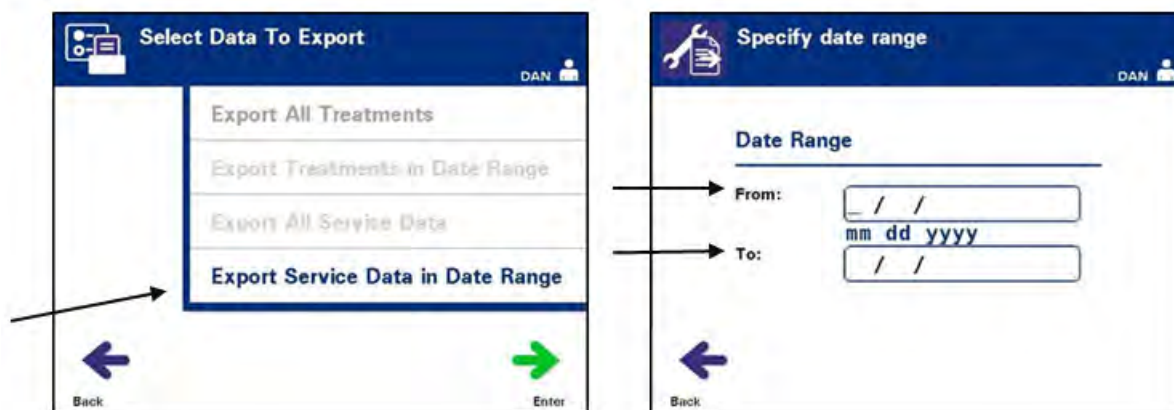 Select Data To Export
DAN
Export All Treatments
Export Treatments in Date Range
Export All Service Data
Export Service Data in Date Range
Back
Enter
Specify date range
DAN
Date Range
From:
_ / /
mm dd yyyy
To:
/ /
Back